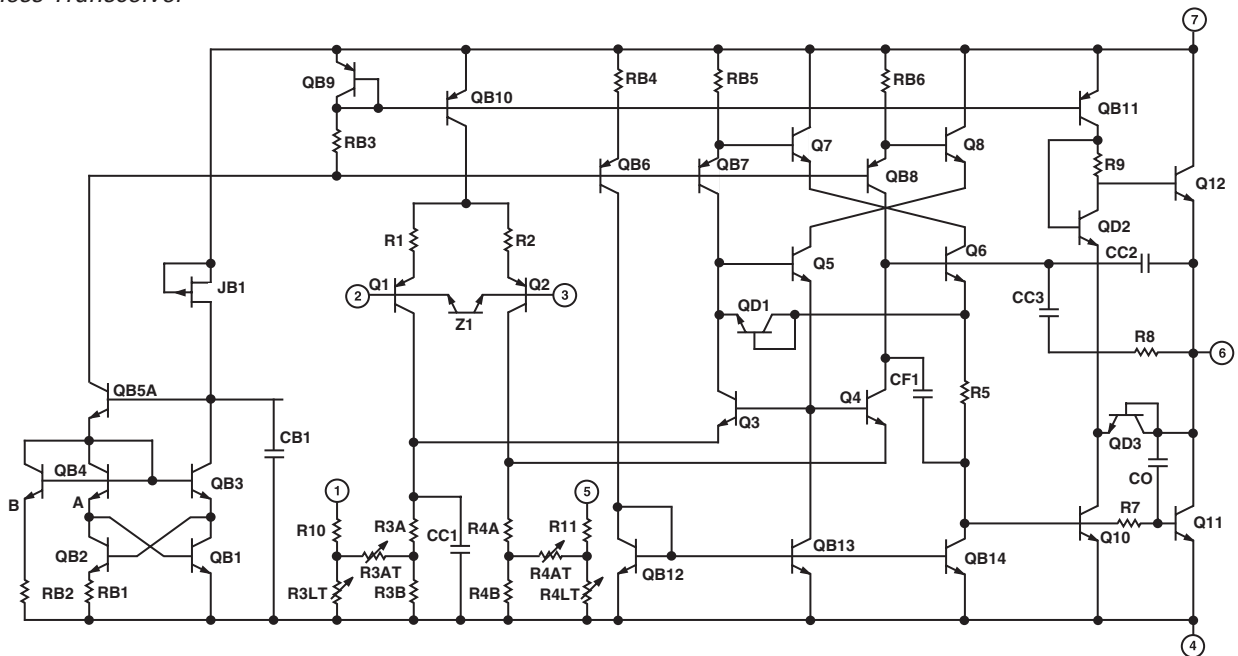 7
QB9
QB10
RB4
RB5
RB6
QB11
RB3
Q7
Q8
R9
QB6
QB7
QB8
Q12
QD2
R1
R2
Q5
Q6
CC2
JB1
Q1
Q2
2
3
Z1
QD1
CC3
R8
6
QB5A
CF1
R5
Q3
Q4
CB1
QD3
QB4
QB3
CO
B
A
1
5
R7
Q11
R10
R3A
CC1
R4A
R11
Q10
QB2
QB1
R3AT
R4AT
QB12
QB13
QB14
RB2
RB1
R3LT
R3B
R4B
R4LT
4